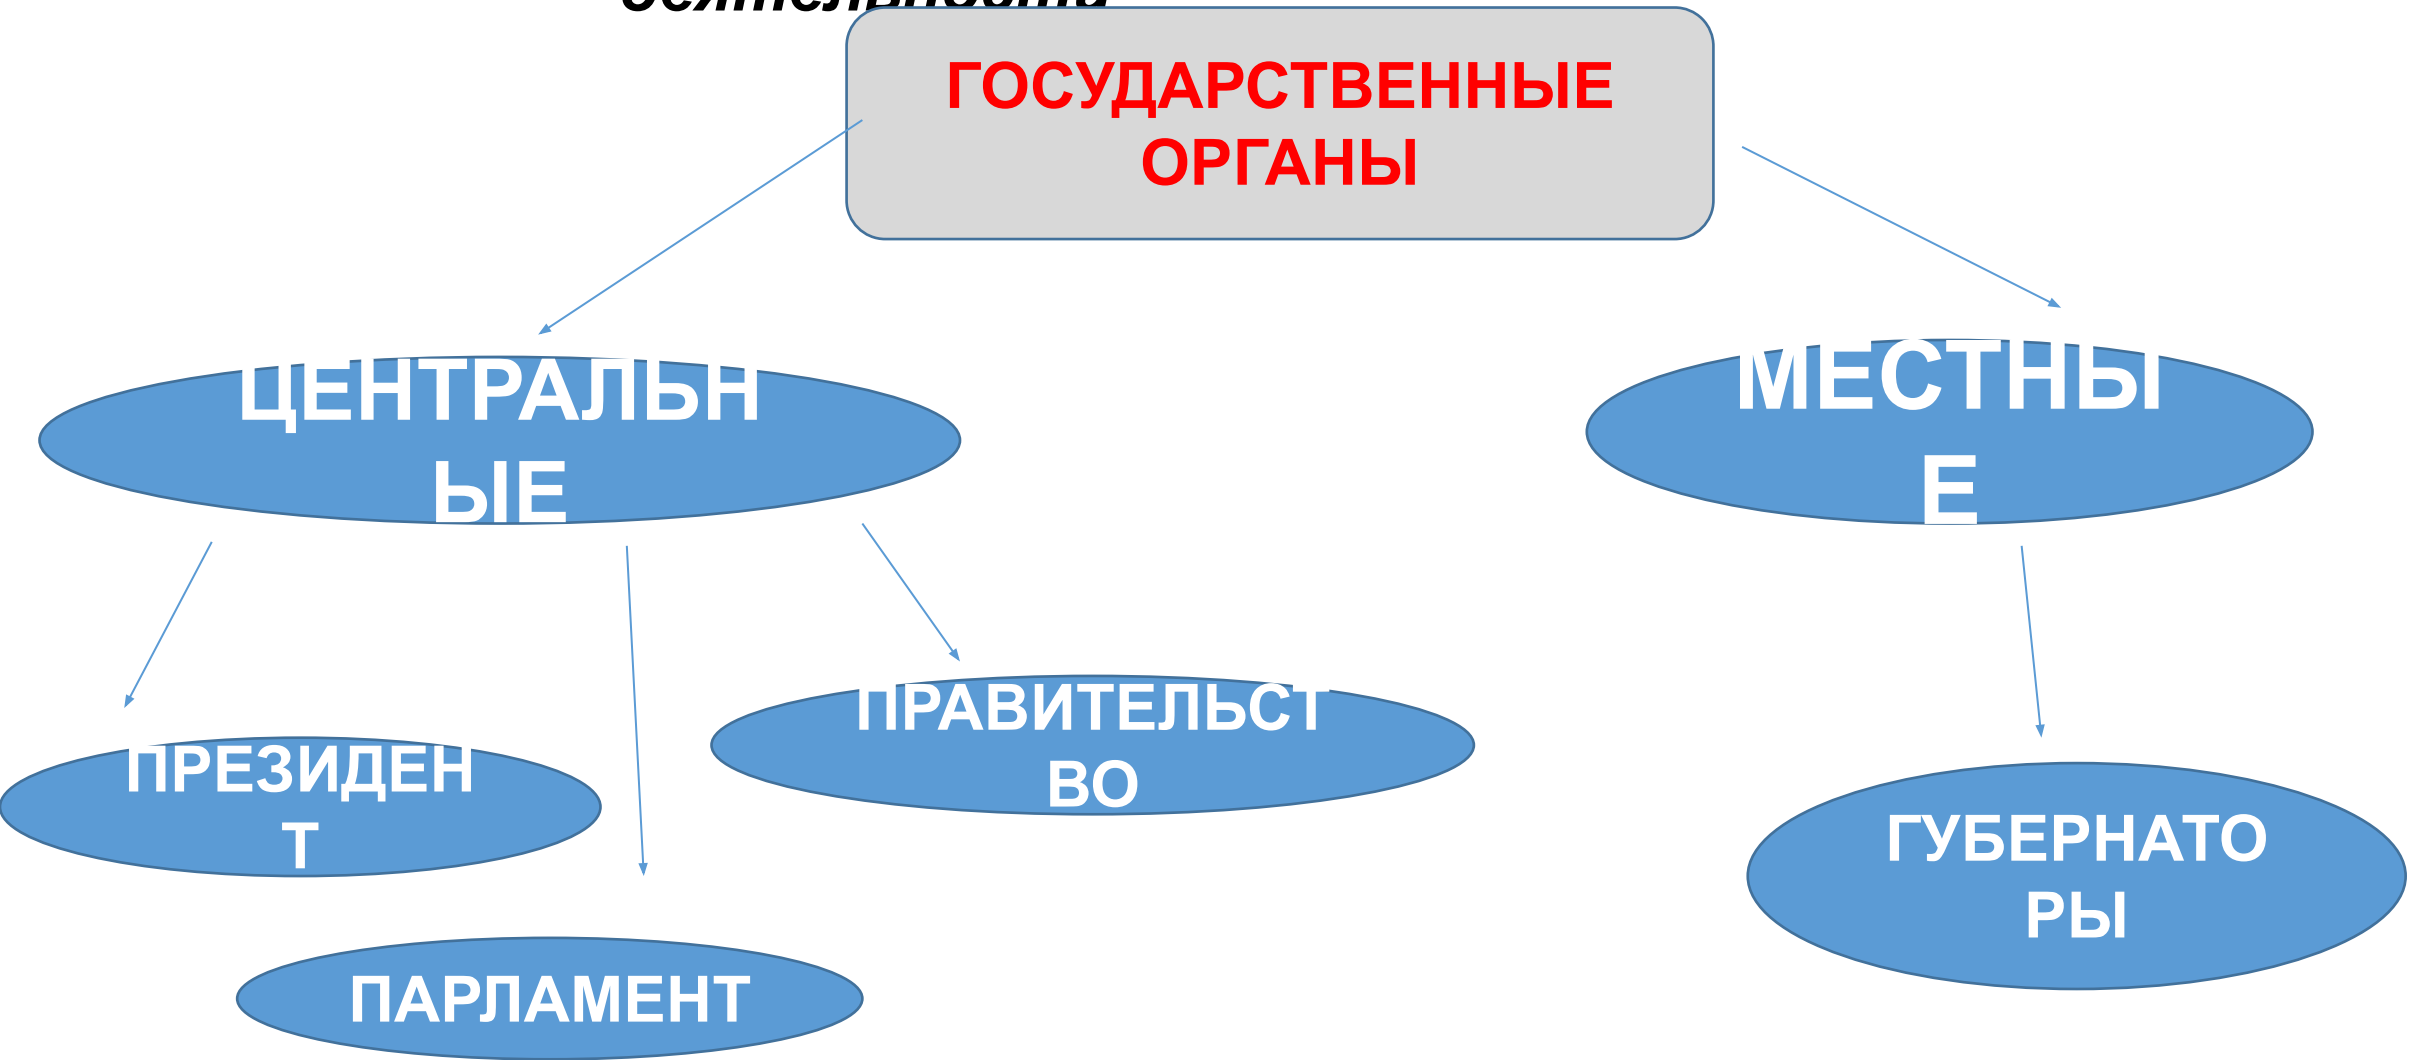 ГОСУДАРСТВЕННЫЕ
ОРГАНЫ
ЦЕНТРАЛЬН
ЫЕ
МЕСТНЫ
Е
ПРЕЗИДЕН
Т
ПРАВИТЕЛЬСТ
ВО
ГУБЕРНАТО
РЫ
ПАРЛАМЕНТ